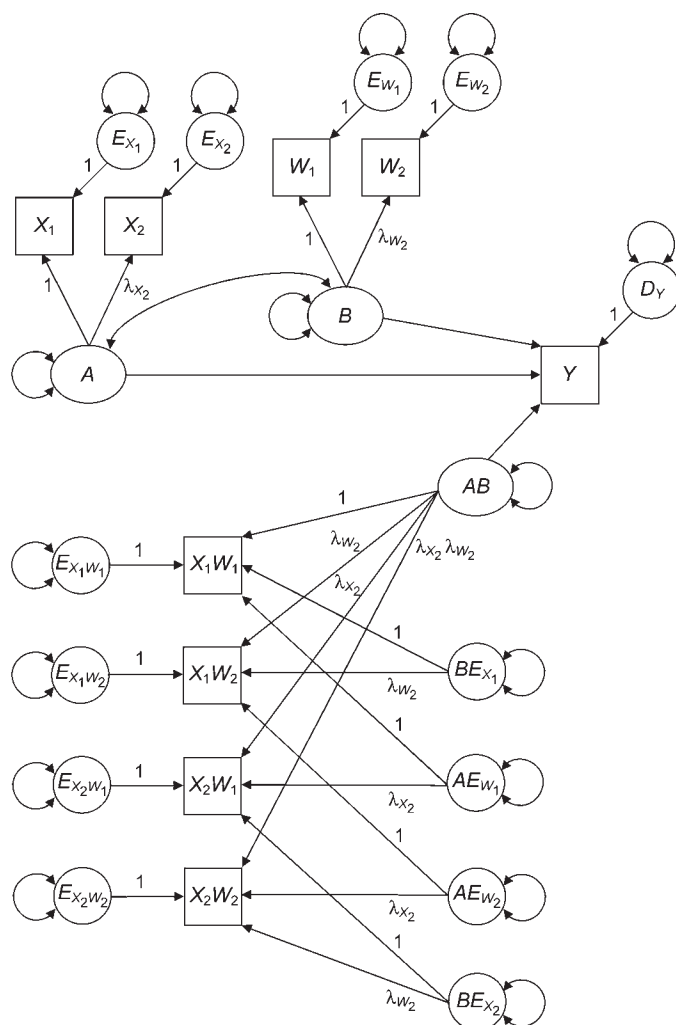 E_{W_1} E_{W_2}
1 1
E_{X_1} E_{X_2}
1 1
W_1 W_2
X_1 X_2
1 λ_{W_2}
1 λ_{X_2}
D_Y
1
B
A
Y
AB
1
λ_{W_2}
λ_{X_2}
λ_{X_2} λ_{W_2}
E_{X_1W_1} 1 X_1W_1
1
E_{X_1W_2} 1 X_1W_2 λ_{W_2} BE_{X_1}
1
E_{X_2W_1} 1 X_2W_1 λ_{X_2} AE_{W_1}
1
E_{X_2W_2} 1 X_2W_2 λ_{X_2} AE_{W_2}
1
λ_{W_2} BE_{X_2}